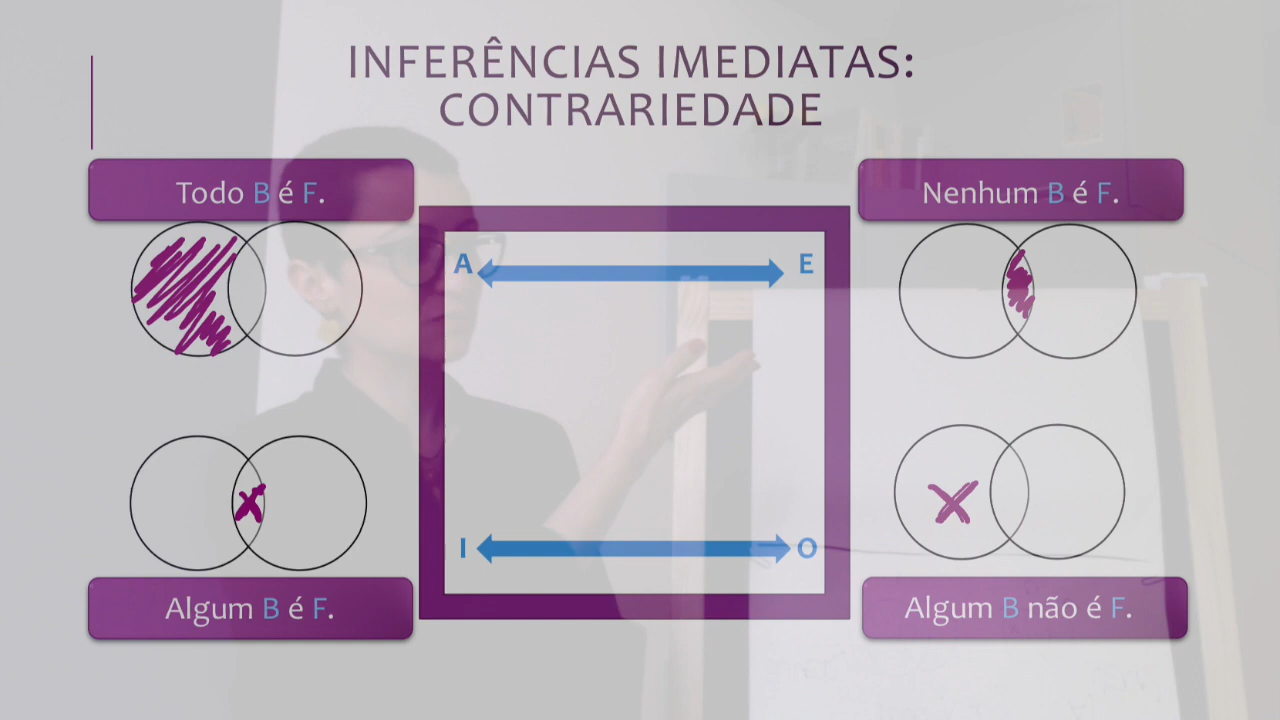 INFERÊNCIAS IMEDIATAS:
CONTRARIEDADE
Todo B é F.
Nenhum B é F.
A
E
I
O
Algum B é F.
Algum B não é F.